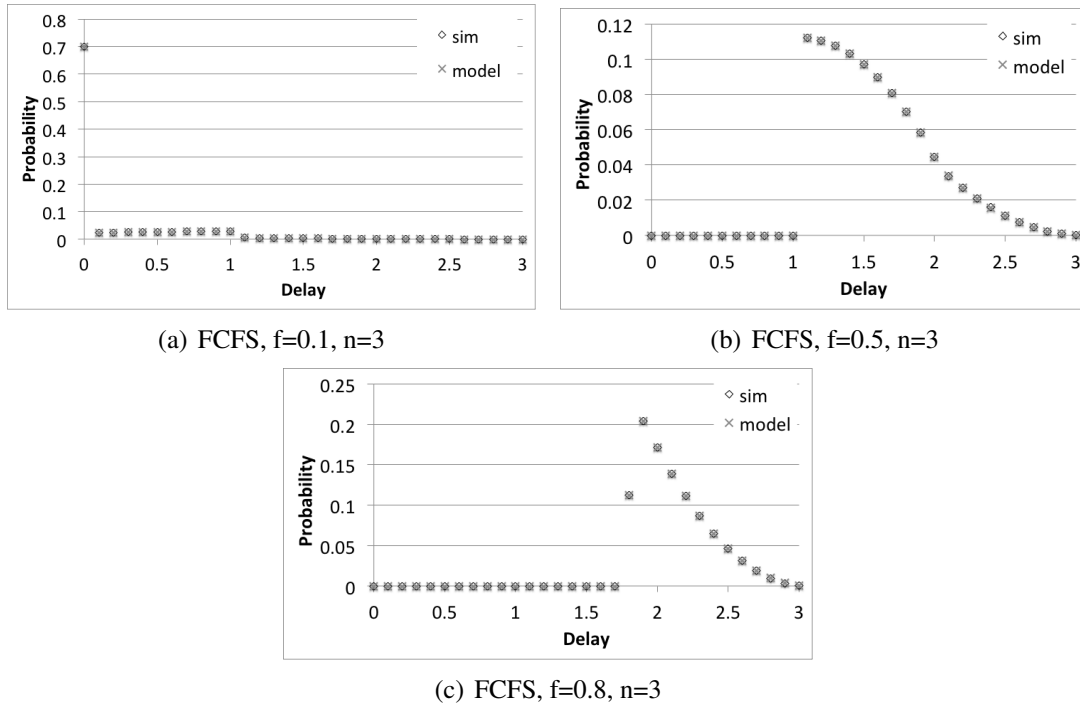 0.8
0.7
0.6
0.5
0.4
0.3
0.2
0.1
0
Probability
0 0.5 1 1.5 2 2.5 3
Delay
sim
model
(a) FCFS, f=0.1, n=3
0.12
0.1
0.08
0.06
0.04
0.02
0
Probability
0 0.5 1 1.5 2 2.5 3
Delay
sim
model
(b) FCFS, f=0.5, n=3
0.25
0.2
0.15
0.1
0.05
0
Probability
0 0.5 1 1.5 2 2.5 3
Delay
sim
model
(c) FCFS, f=0.8, n=3